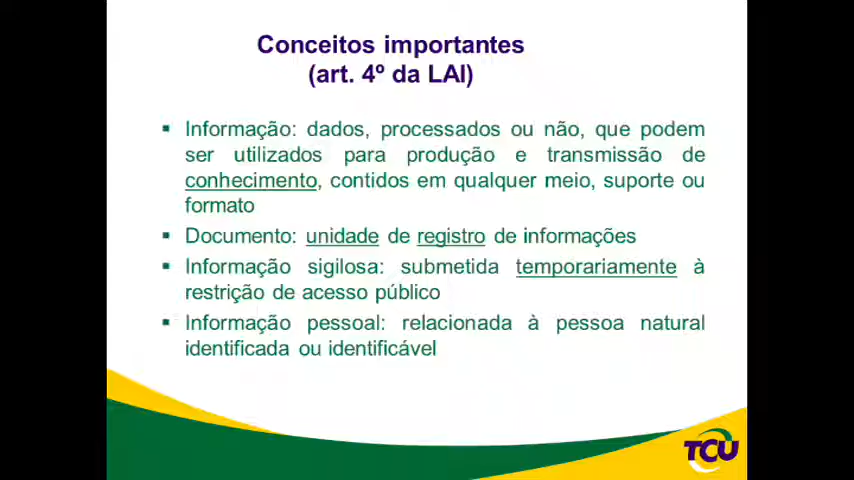 Conceitos importantes
(art. 4º da LAI)
▪ Informação: dados, processados ou não, que podem
ser utilizados para produção e transmissão de
conhecimento, contidos em qualquer meio, suporte ou
formato
▪ Documento: unidade de registro de informações
▪ Informação sigilosa: submetida temporariamente à
restrição de acesso público
▪ Informação pessoal: relacionada à pessoa natural
identificada ou identificável
TCU